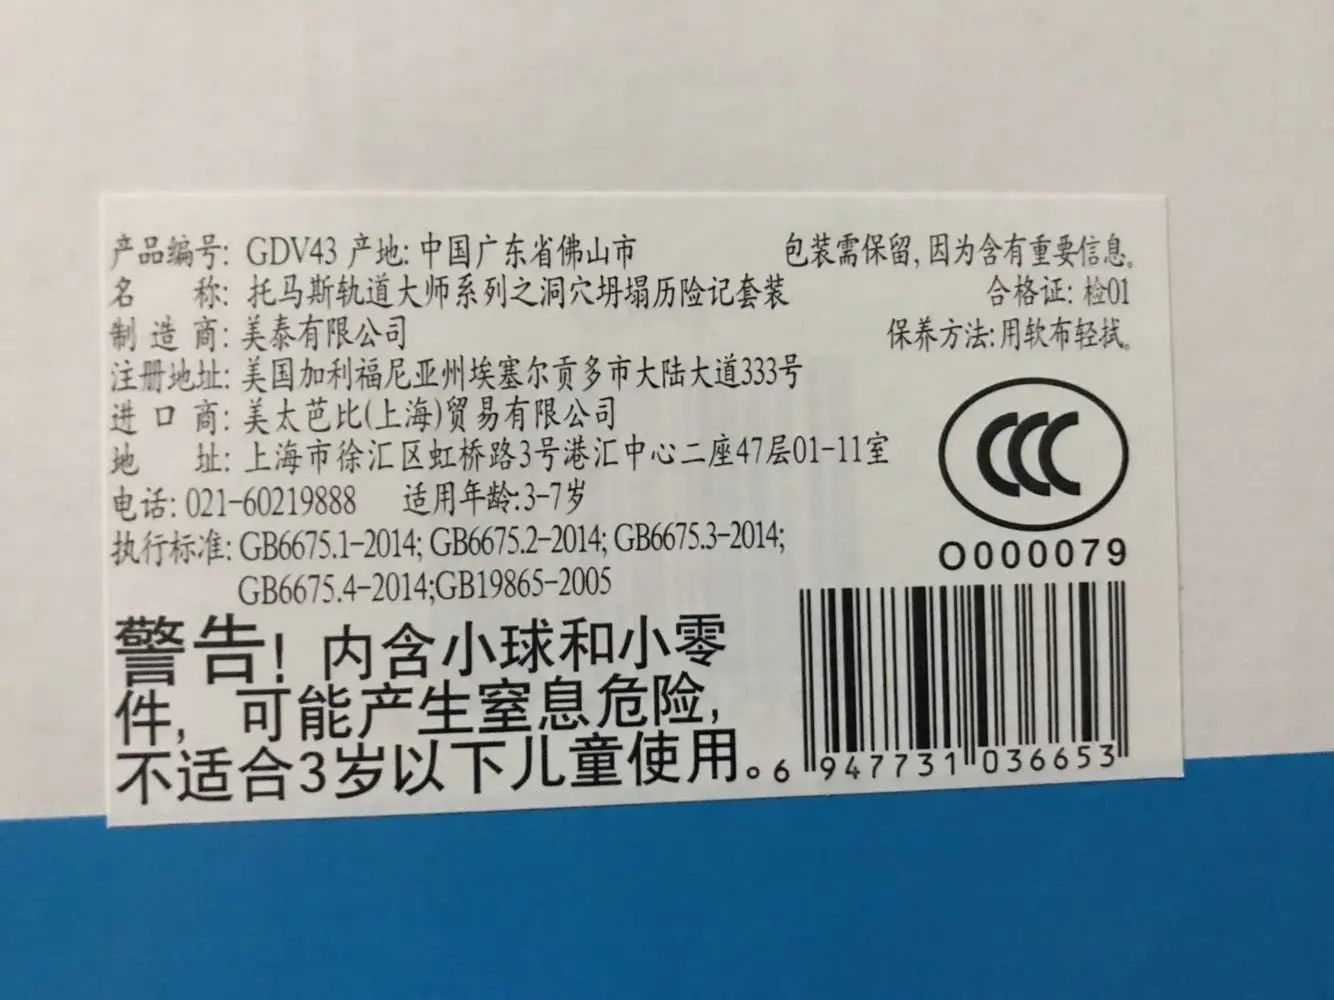 产品编号: GDV43 产地: 中国广东省佛山市
包装需保留, 因为含有重要信息。
名 称: 托马斯轨道大师系列之洞穴坍塌历险记套装
合格证: 检01
制 造 商: 美泰有限公司
保养方法: 用软布轻拭。
注册地址: 美国加利福尼亚州埃塞尔贡多市大陆大道333号
进 口 商: 美太芭比(上海)贸易有限公司
地 址: 上海市徐汇区虹桥路3号港汇中心二座47层01-11室
电话: 021-60219888 适用年龄:3-7岁
执行标准: GB6675.1-2014; GB6675.2-2014; GB6675.3-2014;
GB6675.4-2014;GB19865-2005
CCC
O000079
警告! 内含小球和小零
件, 可能产生窒息危险,
不适合3岁以下儿童使用。
6 947731 036653